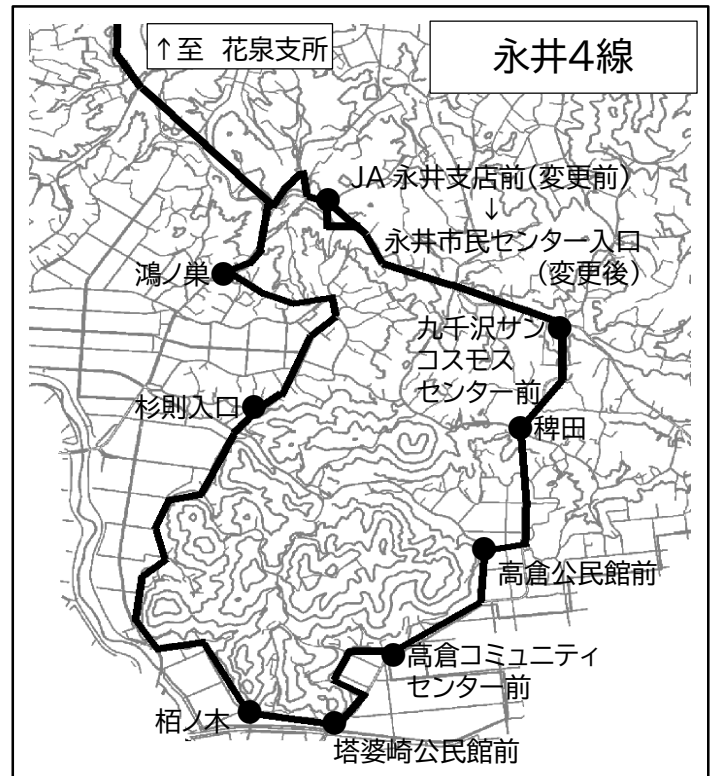 ↑至 花泉支所
永井4線
JA 永井支店前(変更前)
↓
永井市民センター入口
(変更後)
鴻ノ巣
九千沢サン
コスモス
センター前
杉則入口
稗田
高倉公民館前
高倉コミュニティ
センター前
栢ノ木
塔婆崎公民館前